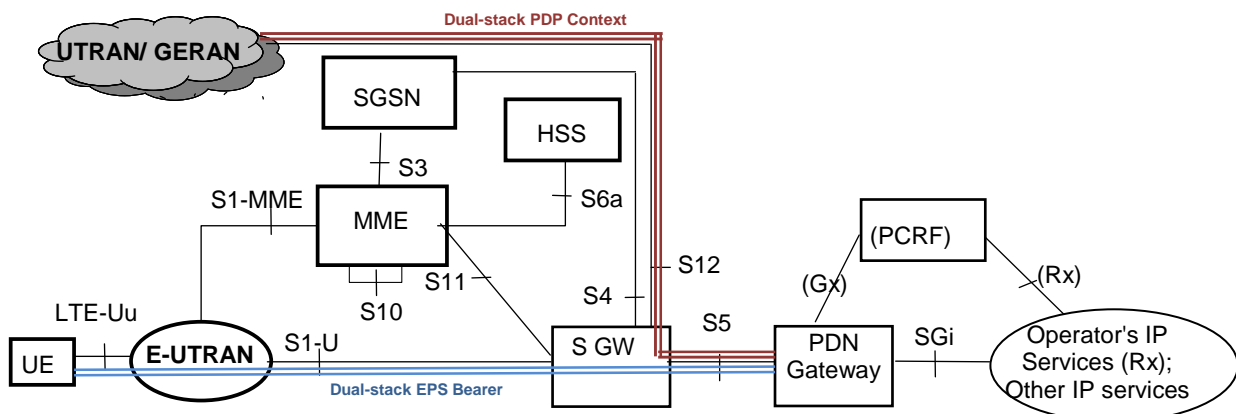 Dual-stack PDP Context
UTRAN/ GERAN
SGSN
HSS
S3
S1-MME
S6a
MME
(PCRF)
S12
S11
(Gx)
(Rx)
S10
S4
LTE-Uu
S5
S1-U
UE
E-UTRAN
S GW
PDN
Gateway
SGi
Operator's IP
Services (Rx);
Other IP services
Dual-stack EPS Bearer